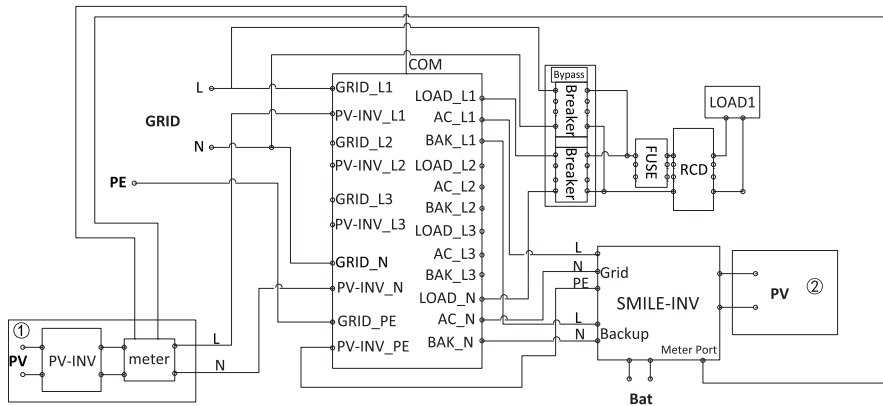 COM
L
GRID
N
PE
GRID_L1
PV-INV_L1
GRID_L2
PV-INV_L2
GRID_L3
PV-INV_L3
GRID_N
PV-INV_N
GRID_PE
PV-INV_PE
LOAD_L1
AC_L1
BAK_L1
LOAD_L2
AC_L2
BAK_L2
LOAD_L3
AC_L3
BAK_L3
LOAD_N
AC_N
BAK_N
Bypass
Breaker
Breaker
FUSE
RCD
LOAD1
L
N
Grid
PE
SMILE-INV
L
Backup
N
Meter Port
Bat
PV
②
①
PV
PV-INV
meter
L
N